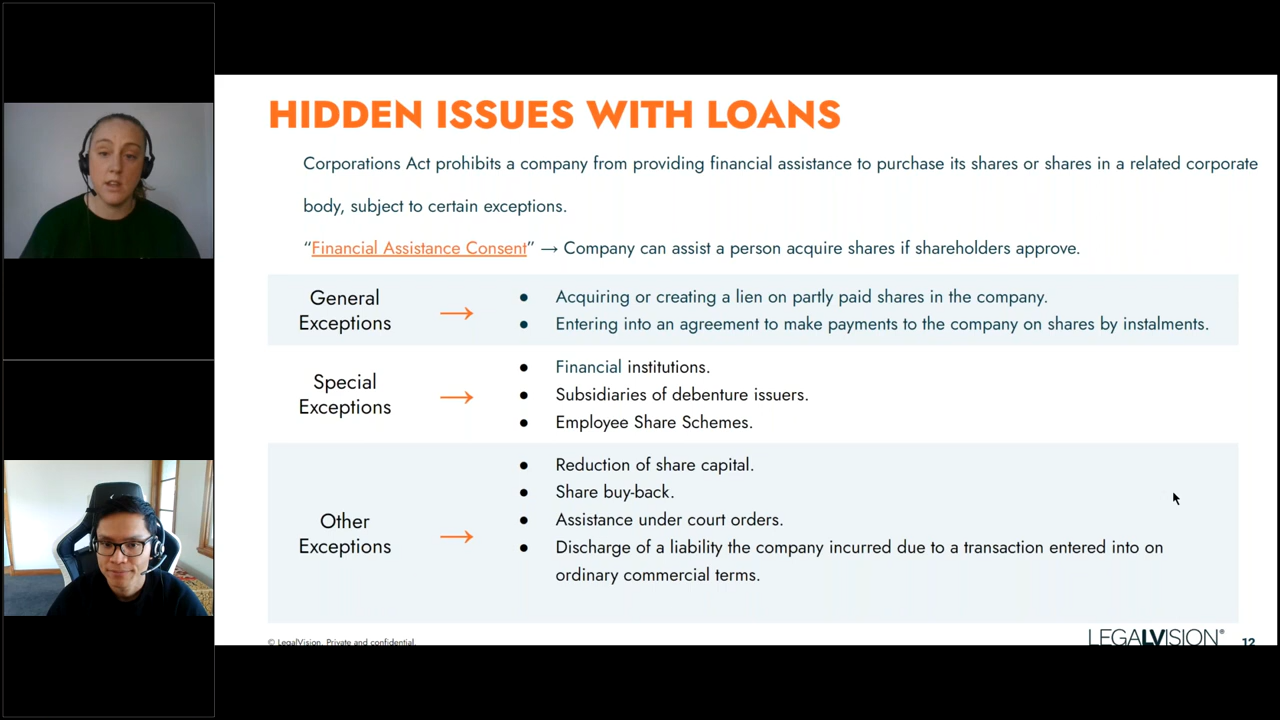 HIDDEN ISSUES WITH LOANS
Corporations Act prohibits a company from providing financial assistance to purchase its shares or shares in a related corporate
body, subject to certain exceptions.
“Financial Assistance Consent” → Company can assist a person acquire shares if shareholders approve.
General
Exceptions
→
● Acquiring or creating a lien on partly paid shares in the company.
● Entering into an agreement to make payments to the company on shares by instalments.
Special
Exceptions
→
● Financial institutions.
● Subsidiaries of debenture issuers.
● Employee Share Schemes.
Other
Exceptions
→
● Reduction of share capital.
● Share buy-back.
● Assistance under court orders.
● Discharge of a liability the company incurred due to a transaction entered into on
ordinary commercial terms.
© LegalVision. Private and confidential.
LEGALVISION®
12